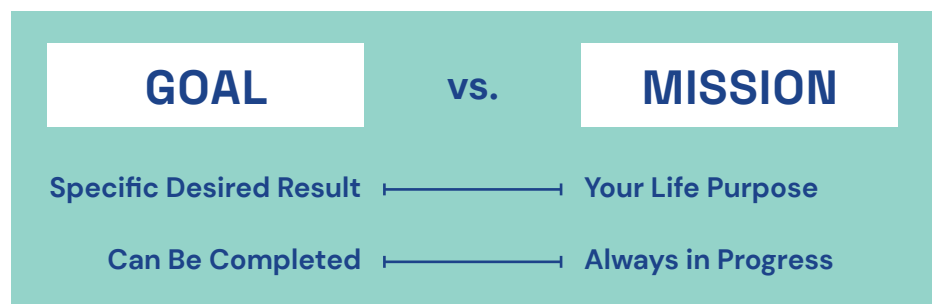 GOAL vs. MISSION
Specific Desired Result Your Life Purpose
Can Be Completed Always in Progress